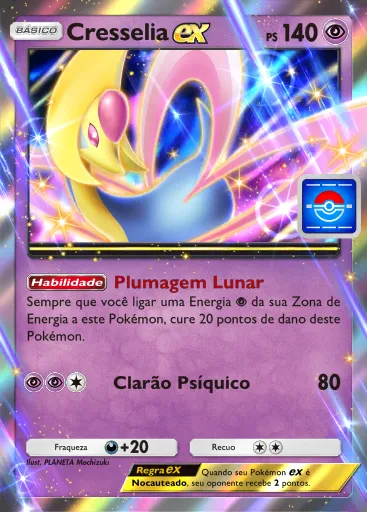 BÁSICO Cresselia ex PS 140
Habilidade Plumagem Lunar
Sempre que você ligar uma Energia da sua Zona de
Energia a este Pokémon, cure 20 pontos de dano deste
Pokémon.
Clarão Psíquico 80
Fraqueza +20 Recuo
Ilust. PLANETA Mochizuki
Regra ex Quando seu Pokémon ex é
Nocauteado, seu oponente recebe 2 pontos.